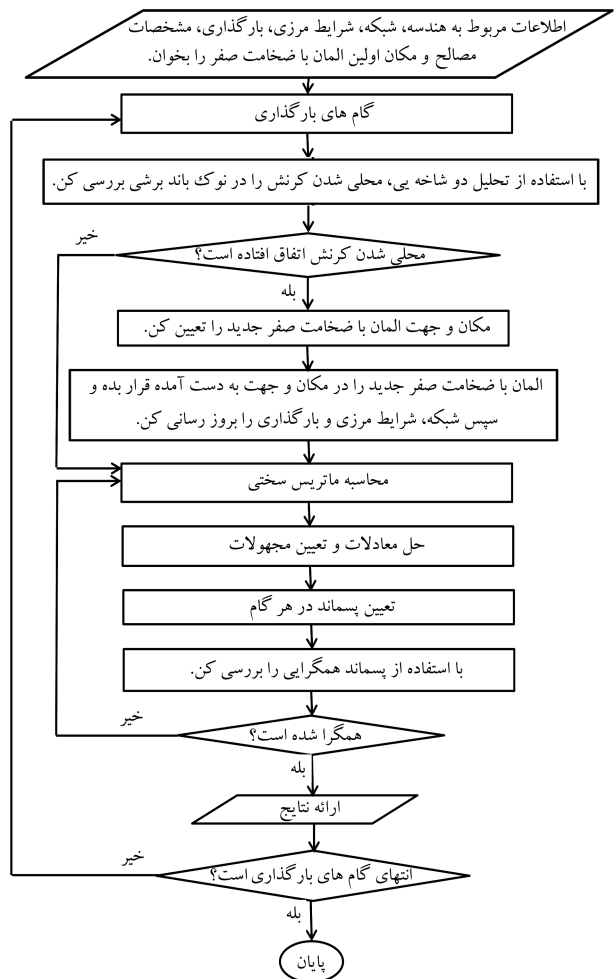 اطلاعات مربوط به هندسه، شبکه، شرایط مرزی، بارگذاری، مشخصات
مصالح و مکان اولین المان با ضخامت صفر را بخوان.
گام های بارگذاری
با استفاده از تحلیل دو شاخه یی، محلی شدن کرنش را در نوک باند برشی بررسی کن.
محلی شدن کرنش اتفاق افتاده است؟
خیر
بله
مکان و جهت المان با ضخامت صفر جدید را تعیین کن.
المان با ضخامت صفر جدید را در مکان و جهت به دست آمده قرار بده و
سپس شبکه، شرایط مرزی و بارگذاری را بروز رسانی کن.
محاسبه ماتریس سختی
حل معادلات و تعیین مجهولات
تعیین پسماند در هر گام
با استفاده از پسماند همگرایی را بررسی کن.
همگرا شده است؟
خیر
بله
ارائه نتایج
انتهای گام های بارگذاری است؟
خیر
بله
پایان